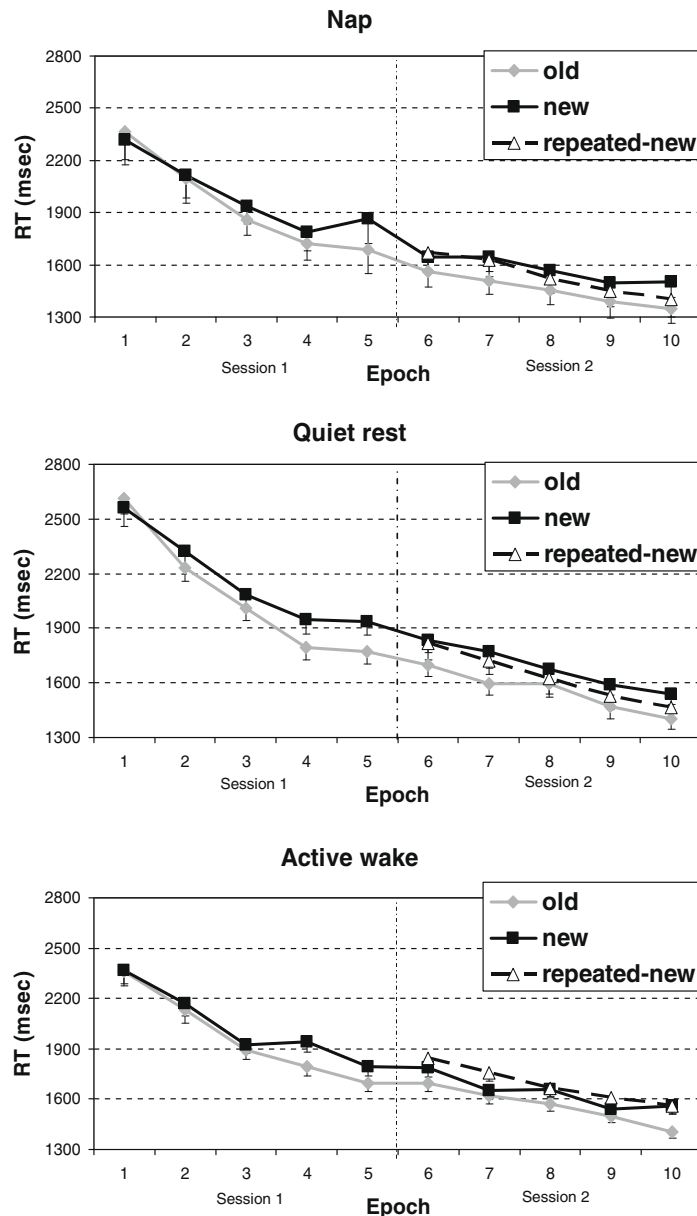 Nap
2800
2500
2200
1900
1600
1300
RT (msec)
old
new
repeated-new
1 2 3 4 5 6 7 8 9 10
Session 1 Epoch Session 2
Quiet rest
2800
2500
2200
1900
1600
1300
RT (msec)
old
new
repeated-new
1 2 3 4 5 6 7 8 9 10
Session 1 Epoch Session 2
Active wake
2800
2500
2200
1900
1600
1300
RT (msec)
old
new
repeated-new
1 2 3 4 5 6 7 8 9 10
Session 1 Epoch Session 2